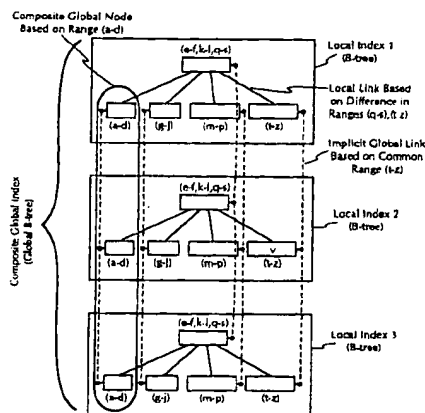 Composite Global Node
Based on Range (a-d)
(e-f,k-l,q-s)
Local Index 1
(B-tree)
Local Link Based
on Difference in
Ranges (q-s),(t-z)
(a-d)
(g-j)
(m-p)
(t-z)
Implicit Global Link
Based on Common
Range (t-z)
Composite Global Index
(Global B-tree)
(e-f,k-l,q-s)
Local Index 2
(B-tree)
v
(a-d)
(g-j)
(m-p)
(t-z)
(e-f,k-l,q-s)
Local Index 3
(B-tree)
(a-d)
(g-j)
(m-p)
(t-z)